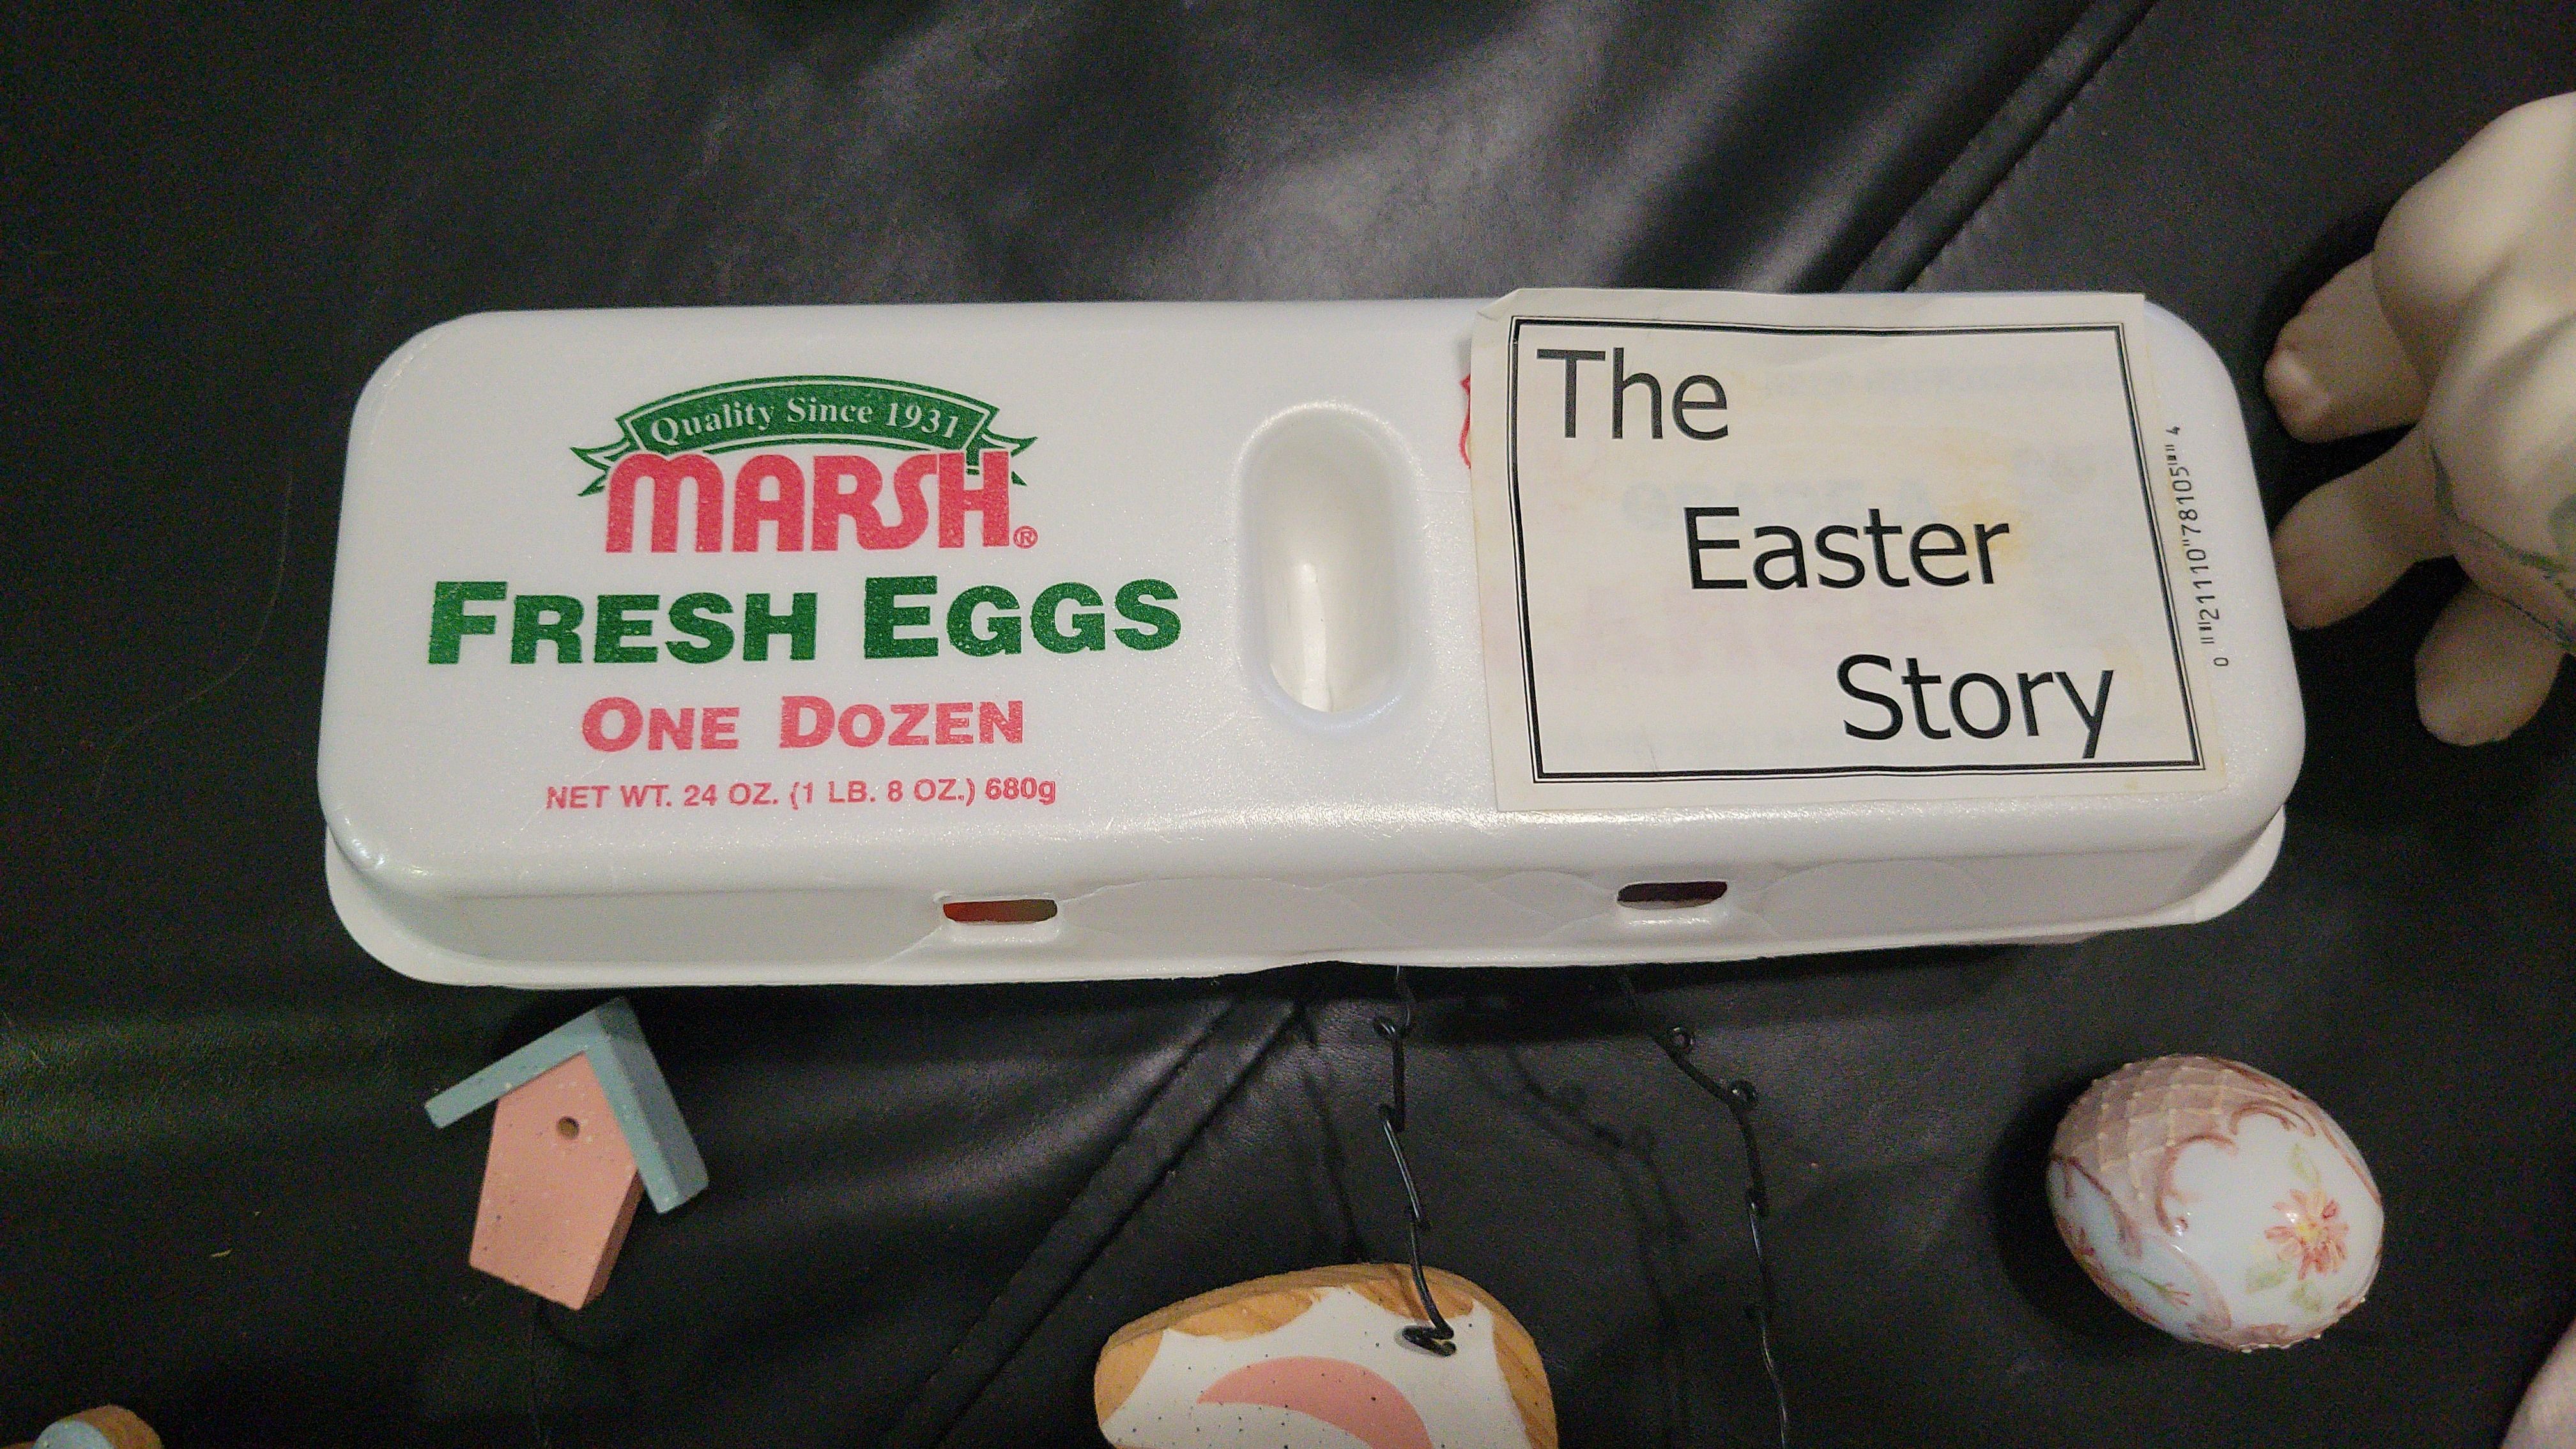 Quality Since 1931
MARSH®
FRESH EGGS
ONE DOZEN
NET WT. 24 OZ. (1 LB. 8 OZ.) 680g
The
Easter
Story
0 21110 78105 4